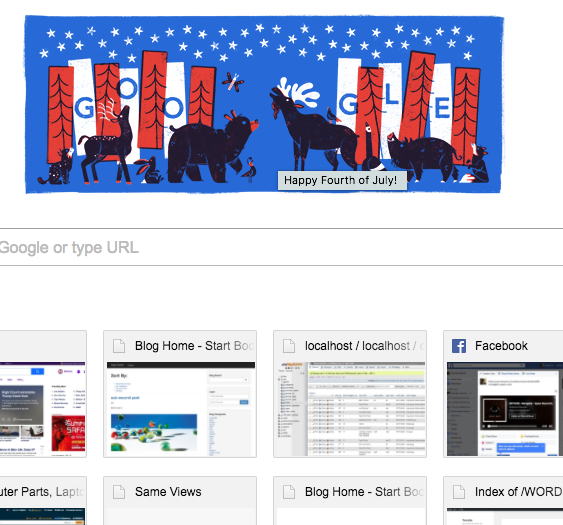 GOOGLE
Happy Fourth of July!
Google or type URL
Blog Home - Start Boo
localhost / localhost /
Facebook
uter Parts, Lapto
Same Views
Blog Home - Start Boo
Index of /WORD